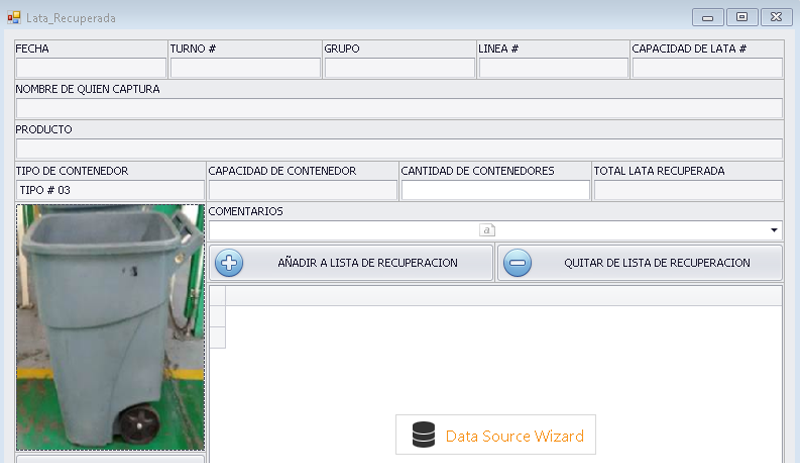 Lata_Recuperada
FECHA TURNO # GRUPO LINEA # CAPACIDAD DE LATA #
NOMBRE DE QUIEN CAPTURA
PRODUCTO
TIPO DE CONTENEDOR CAPACIDAD DE CONTENEDOR CANTIDAD DE CONTENEDORES TOTAL LATA RECUPERADA
TIPO # 03
COMENTARIOS
a
AÑADIR A LISTA DE RECUPERACION QUITAR DE LISTA DE RECUPERACION
Data Source Wizard